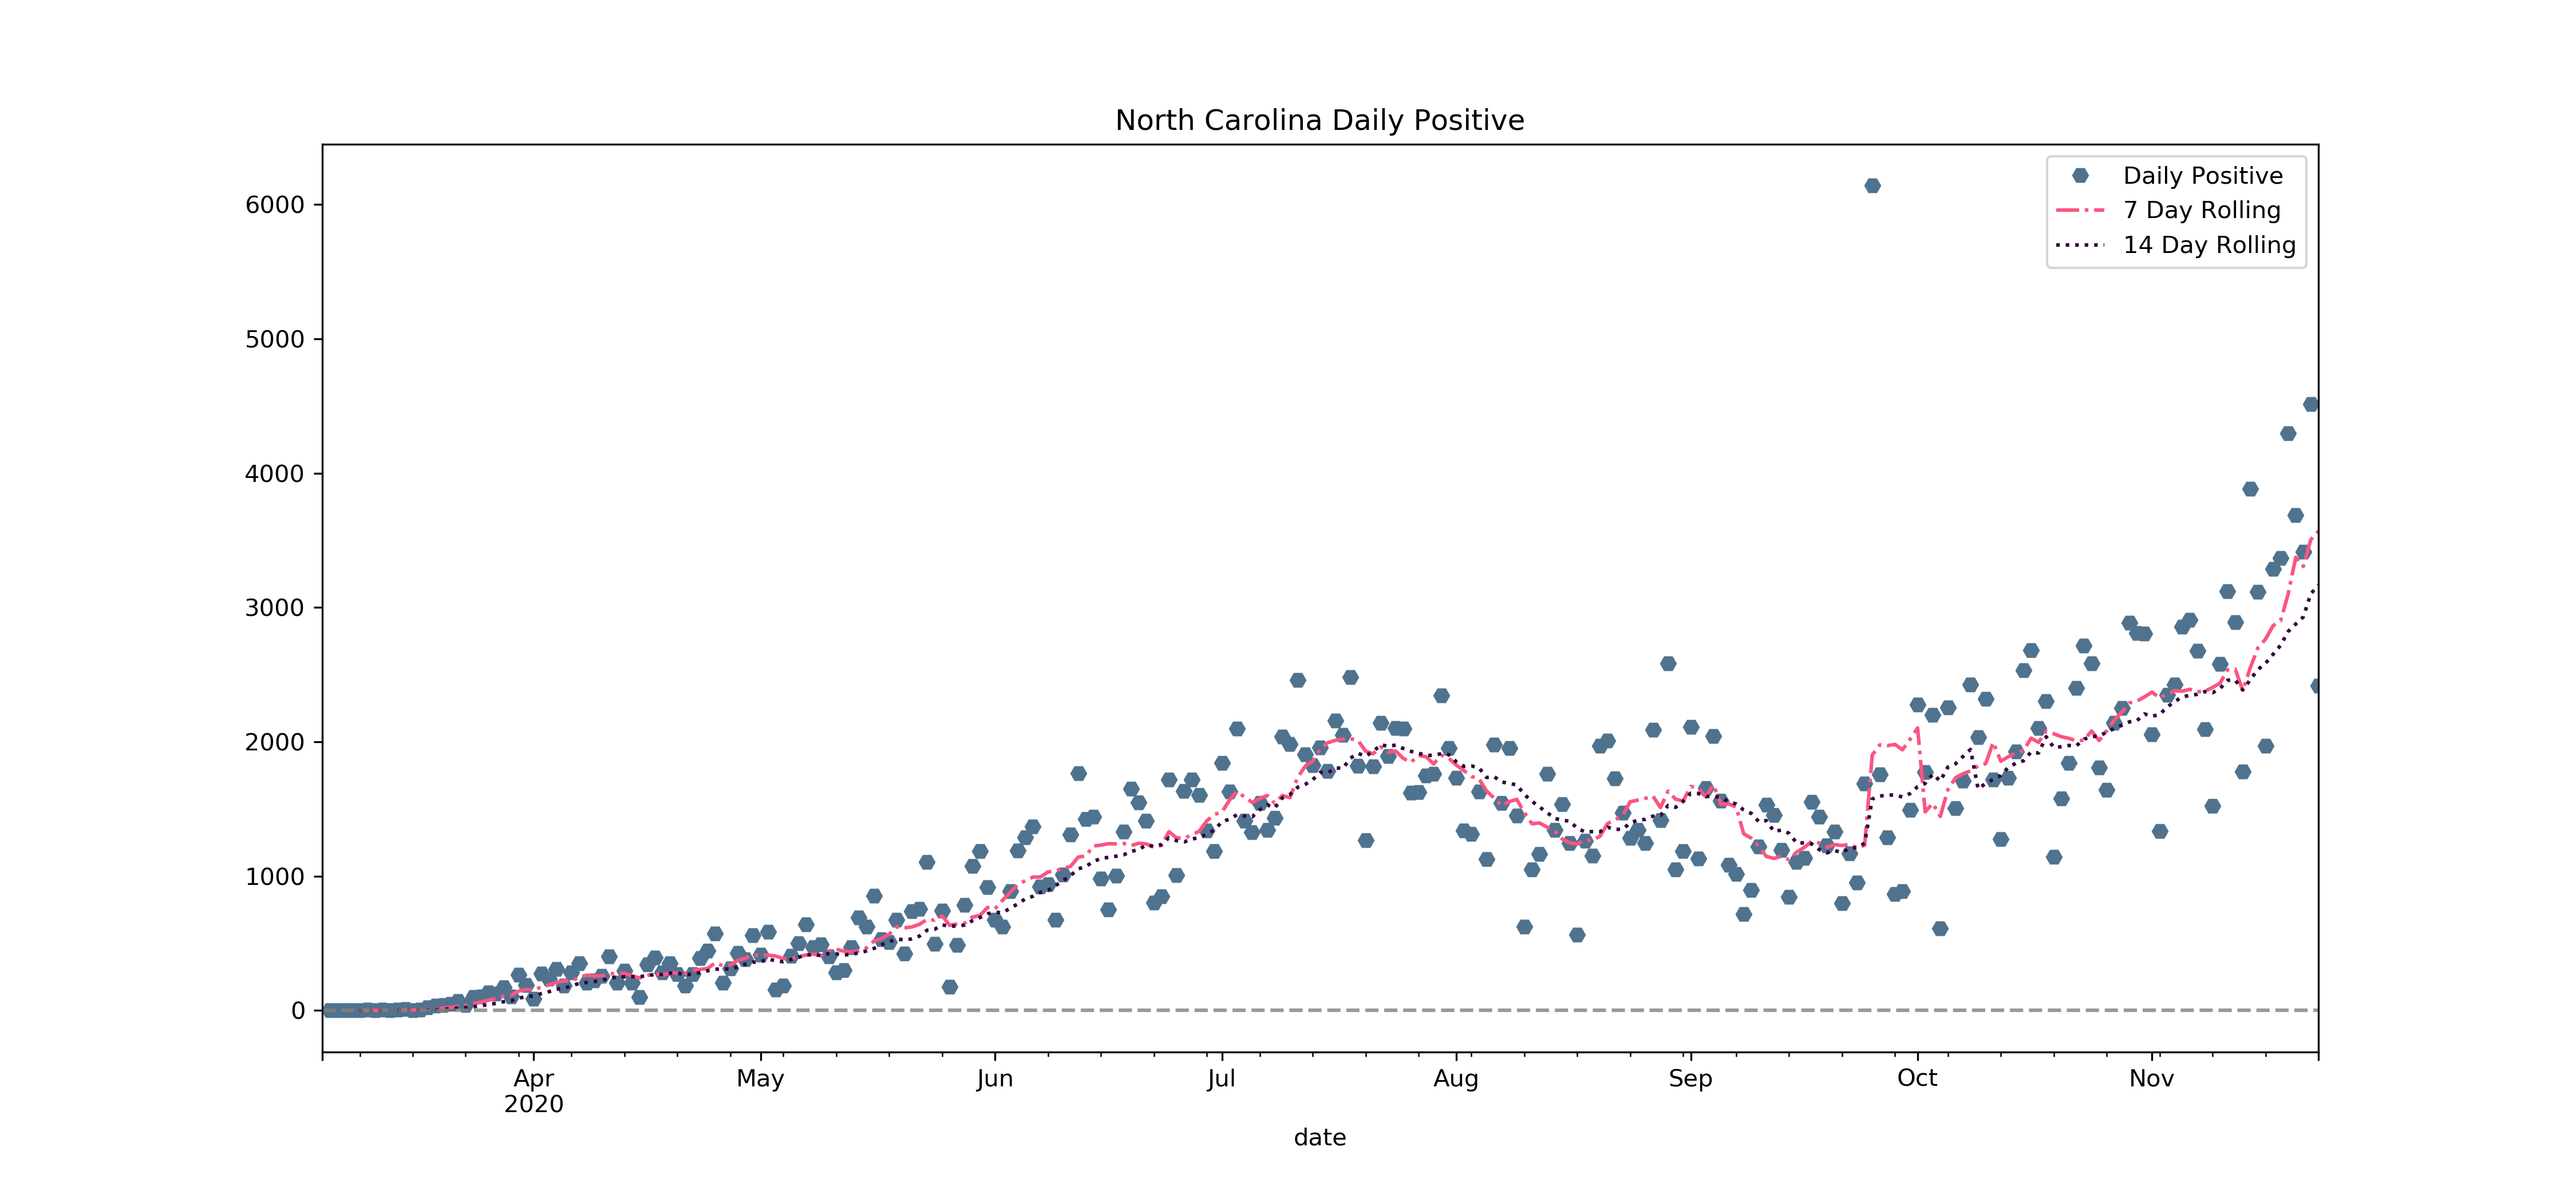 North Carolina Daily Positive
Daily Positive
7 Day Rolling
14 Day Rolling
6000
5000
4000
3000
2000
1000
0
Apr
2020
May
Jun
Jul
Aug
Sep
Oct
Nov
date